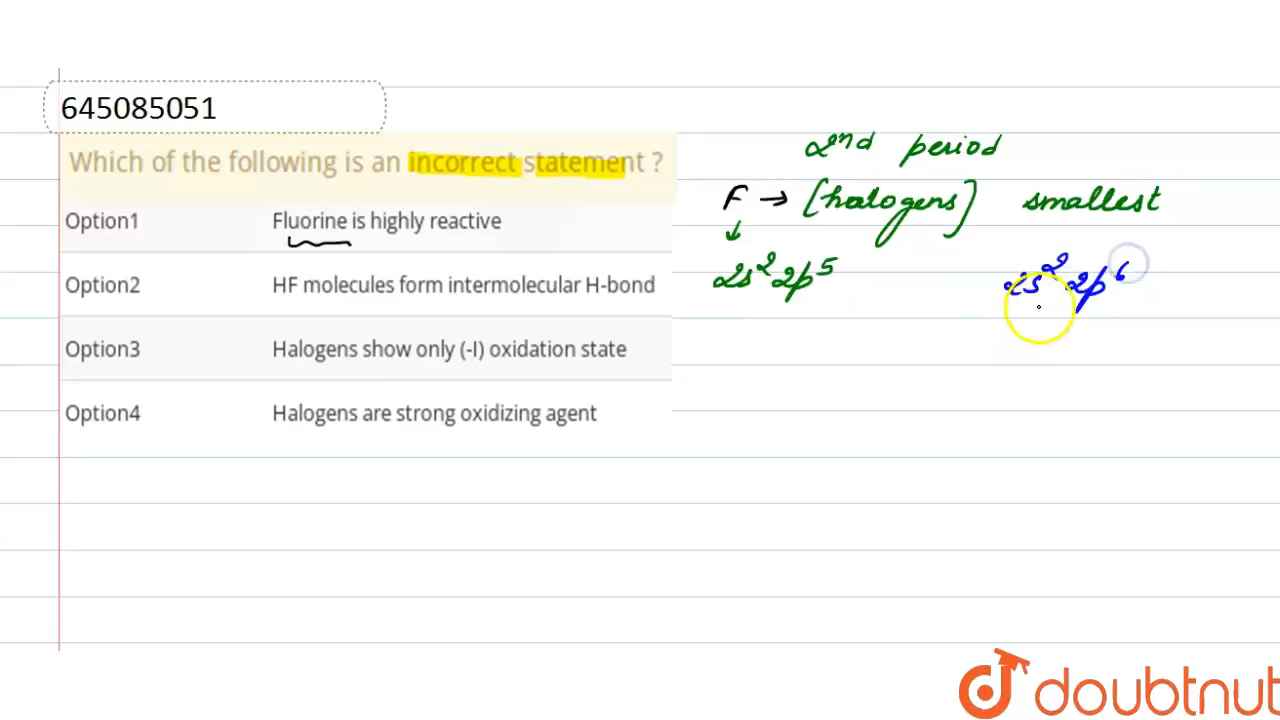 645085051
Which of the following is an incorrect statement ?
Option1 Fluorine is highly reactive
Option2 HF molecules form intermolecular H-bond
Option3 Halogens show only (-I) oxidation state
Option4 Halogens are strong oxidizing agent
2nd period
F → [halogens] smallest
↓
2s² 2p⁵ 2s² 2p⁶
doubtnut